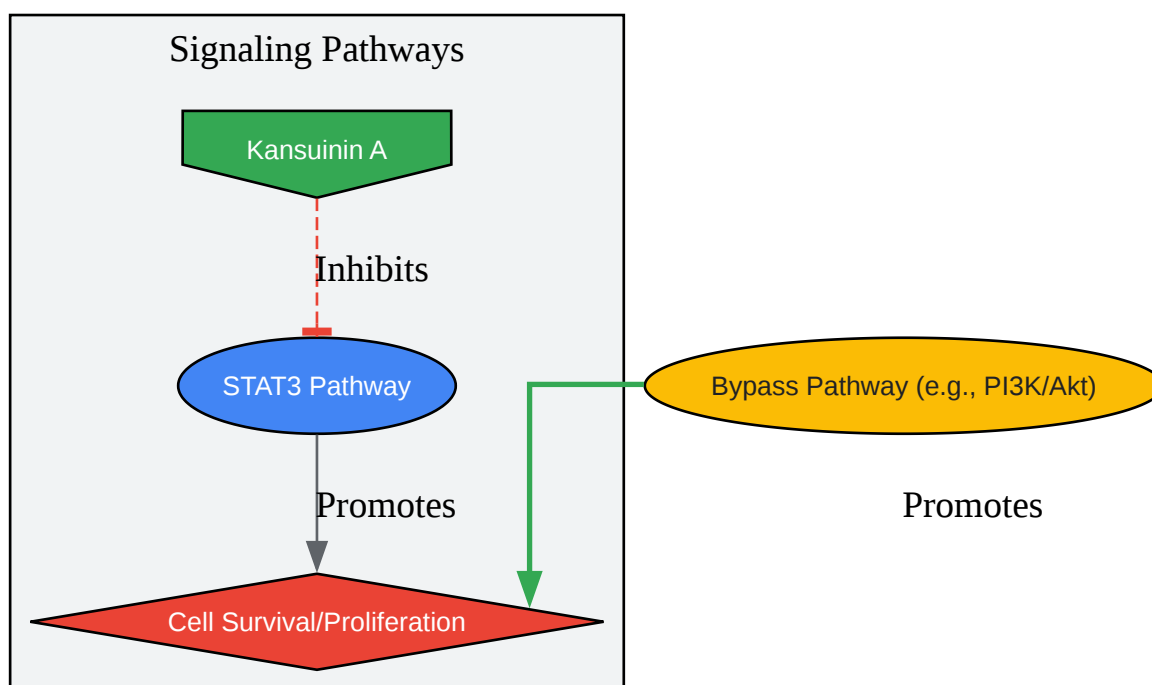 Signaling Pathways
Kansuinin A
Inhibits
STAT3 Pathway
Bypass Pathway (e.g., PI3K/Akt)
Promotes
Promotes
Cell Survival/Proliferation